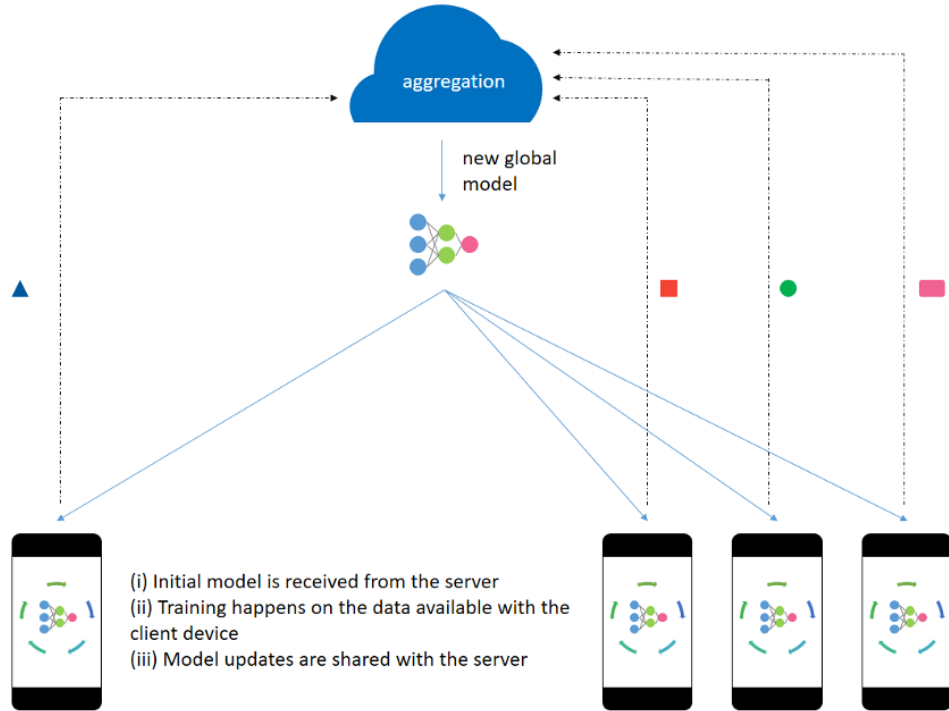 aggregation
new global
model
(i) Initial model is received from the server
(ii) Training happens on the data available with the
client device
(iii) Model updates are shared with the server